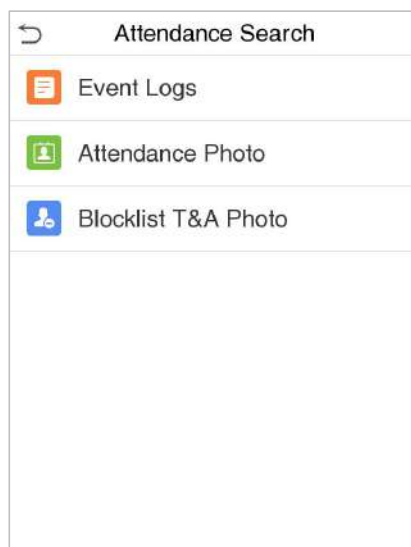 Attendance Search
Event Logs
Attendance Photo
Blocklist T&A Photo